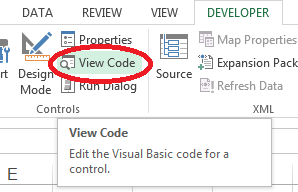 DATA REVIEW VIEW DEVELOPER
Properties
View Code
Run Dialog
Design
Mode
Controls
Source
Map Properties
Expansion Pack
Refresh Data
XML
View Code
Edit the Visual Basic code for a
control.
E